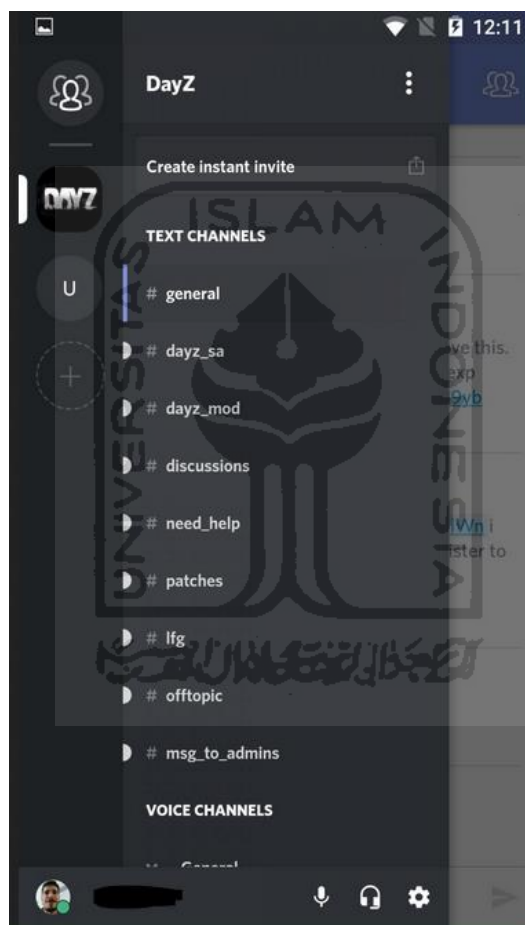 12:11
DayZ
Create instant invite
DAYZ
TEXT CHANNELS
U
# general
# dayz_sa
# dayz_mod
# discussions
# need_help
# patches
# lfg
# offtopic
# msg_to_admins
VOICE CHANNELS
General
ve this.
exp
9yb
Wn i
ister to
UNIVERSITAS ISLAM INDONESIA